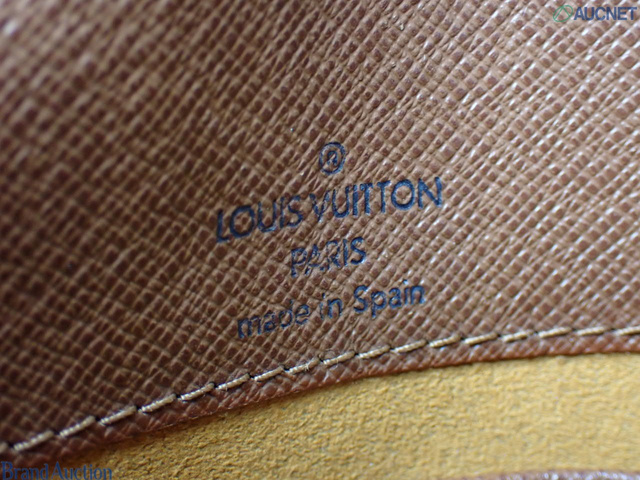 AUCNET
®
LOUIS VUITTON
PARIS
made in Spain
Brand Auction